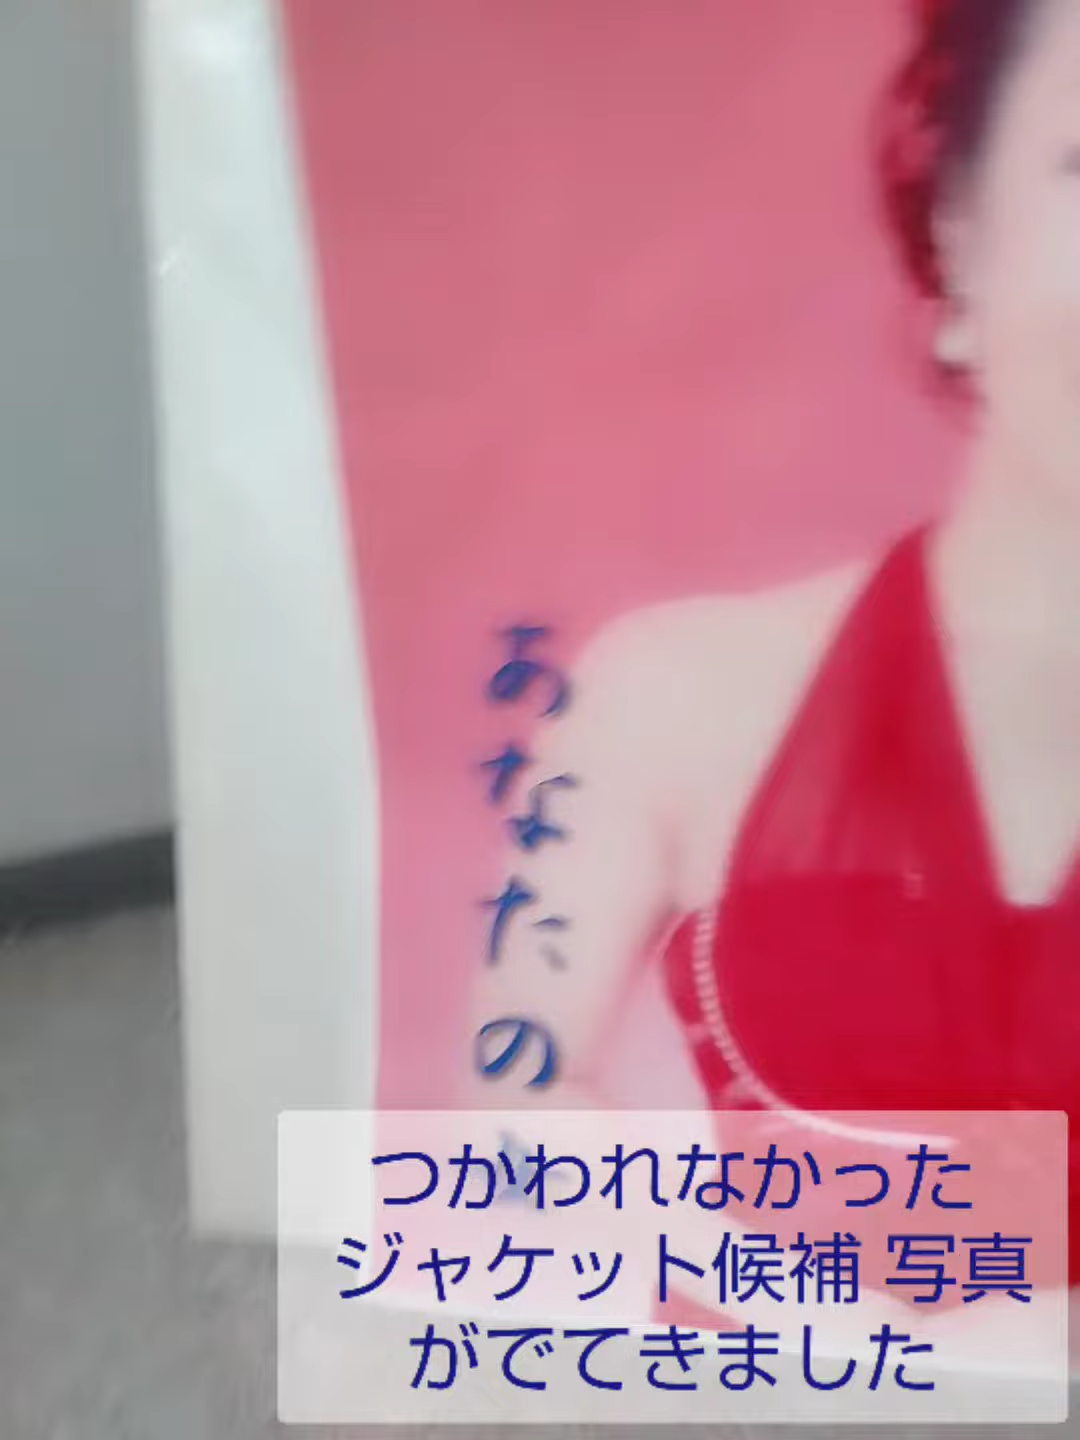 あなたの
つかわれなかった
ジャケット候補 写真
がでてきました